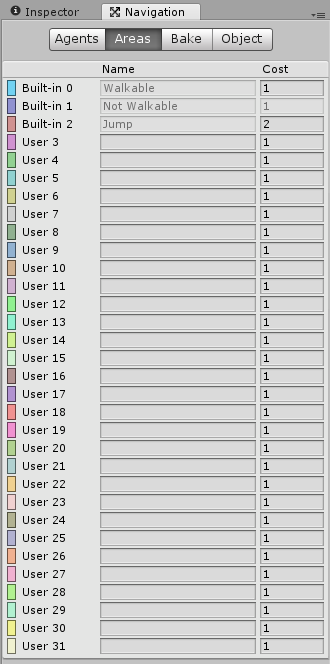 Inspector Navigation
Agents Areas Bake Object
Name Cost
Built-in 0 Walkable 1
Built-in 1 Not Walkable 1
Built-in 2 Jump 2
User 3 1
User 4 1
User 5 1
User 6 1
User 7 1
User 8 1
User 9 1
User 10 1
User 11 1
User 12 1
User 13 1
User 14 1
User 15 1
User 16 1
User 17 1
User 18 1
User 19 1
User 20 1
User 21 1
User 22 1
User 23 1
User 24 1
User 25 1
User 26 1
User 27 1
User 28 1
User 29 1
User 30 1
User 31 1